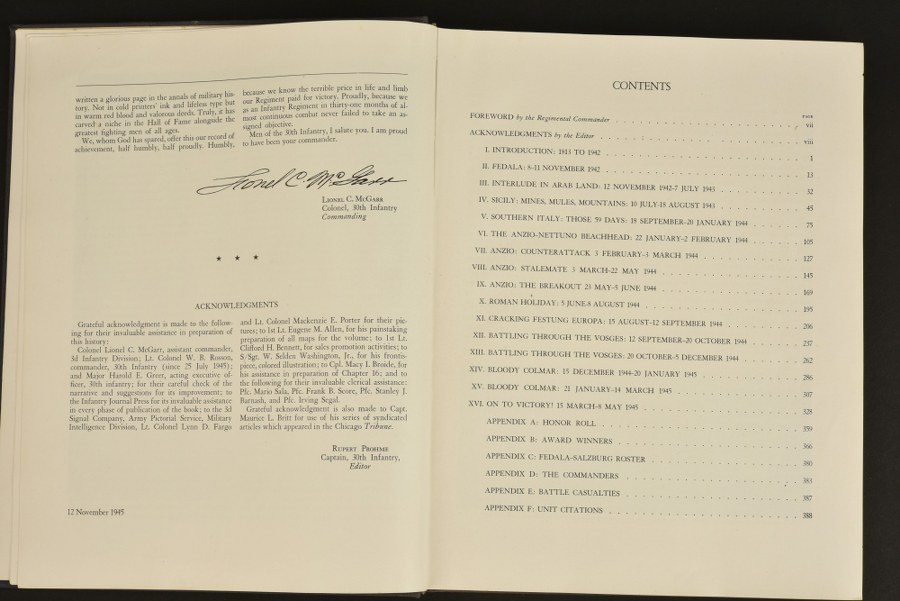 written a glorious page in the annals of military his-
tory. Not in cold printers' ink and lifeless type but
in warm red blood and valorous deeds. Truly, it has
carved a niche in the Hall of Fame alongside the
greatest fighting men of all ages.
We, whom God has spared, offer this our record of
achievement, half humbly, half proudly. Humbly,
because we know the terrible price in life and limb
our Regiment paid for victory. Proudly, because we
as an Infantry Regiment in thirty-one months of al-
most continuous combat never failed to take an as-
signed objective.
Men of the 30th Infantry, I salute you. I am proud
to have been your commander.
Lionel C. McGarr
LIONEL C. MCGARR
Colonel, 30th Infantry
Commanding
★ ★ ★
ACKNOWLEDGMENTS
Grateful acknowledgment is made to the follow-
ing for their invaluable assistance in preparation of
this history:
Colonel Lionel C. McGarr, assistant commander,
3d Infantry Division; Lt. Colonel W. B. Rosson,
commander, 30th Infantry (since 25 July 1945);
and Major Harold E. Greer, acting executive of-
ficer, 30th infantry; for their careful check of the
narrative and suggestions for its improvement; to
the Infantry Journal Press for its invaluable assistance
in every phase of publication of the book; to the 3d
Signal Company, Army Pictorial Service, Military
Intelligence Division, Lt. Colonel Lynn D. Fargo
and Lt. Colonel Mackenzie E. Porter for their pic-
tures; to 1st Lt. Eugene M. Allen, for his painstaking
preparation of all maps for the volume; to 1st Lt.
Clifford H. Bennett, for sales promotion activities; to
S/Sgt. W. Selden Washington, Jr., for his frontis-
piece, colored illustration; to Cpl. Macy I. Broide, for
his assistance in preparation of Chapter 16; and to
the following for their invaluable clerical assistance:
Pfc. Mario Sala, Pfc. Frank B. Score, Pfc. Stanley J.
Barnash, and Pfc. Irving Segal.
Grateful acknowledgment is also made to Capt.
Maurice L. Britt for use of his series of syndicated
articles which appeared in the Chicago Tribune.
RUPERT PROHME
Captain, 30th Infantry,
Editor
12 November 1945
CONTENTS
PAGE
FOREWORD by the Regimental Commander . . . . . vii
ACKNOWLEDGMENTS by the Editor . . . . . viii
I. INTRODUCTION: 1813 TO 1942 . . . . . 1
II. FEDALA: 8-11 NOVEMBER 1942 . . . . . 13
III. INTERLUDE IN ARAB LAND: 12 NOVEMBER 1942-7 JULY 1943 . . . . . 32
IV. SICILY: MINES, MULES, MOUNTAINS: 10 JULY-18 AUGUST 1943 . . . . . 45
V. SOUTHERN ITALY: THOSE 59 DAYS: 18 SEPTEMBER-20 JANUARY 1944 . . . . . 75
VI. THE ANZIO-NETTUNO BEACHHEAD: 22 JANUARY-2 FEBRUARY 1944 . . . . . 105
VII. ANZIO: COUNTERATTACK 3 FEBRUARY-3 MARCH 1944 . . . . . 127
VIII. ANZIO: STALEMATE 3 MARCH-22 MAY 1944 . . . . . 145
IX. ANZIO: THE BREAKOUT 23 MAY-5 JUNE 1944 . . . . . 169
X. ROMAN HOLIDAY: 5 JUNE-8 AUGUST 1944 . . . . . 195
XI. CRACKING FESTUNG EUROPA: 15 AUGUST-12 SEPTEMBER 1944 . . . . . 206
XII. BATTLING THROUGH THE VOSGES: 12 SEPTEMBER-20 OCTOBER 1944 . . . . . 237
XIII. BATTLING THROUGH THE VOSGES: 20 OCTOBER-5 DECEMBER 1944 . . . . . 262
XIV. BLOODY COLMAR: 15 DECEMBER 1944-20 JANUARY 1945 . . . . . 286
XV. BLOODY COLMAR: 21 JANUARY-14 MARCH 1945 . . . . . 307
XVI. ON TO VICTORY! 15 MARCH-8 MAY 1945 . . . . . 328
APPENDIX A: HONOR ROLL . . . . . 359
APPENDIX B: AWARD WINNERS . . . . . 366
APPENDIX C: FEDALA-SALZBURG ROSTER . . . . . 380
APPENDIX D: THE COMMANDERS . . . . . 383
APPENDIX E: BATTLE CASUALTIES . . . . . 387
APPENDIX F: UNIT CITATIONS . . . . . 388